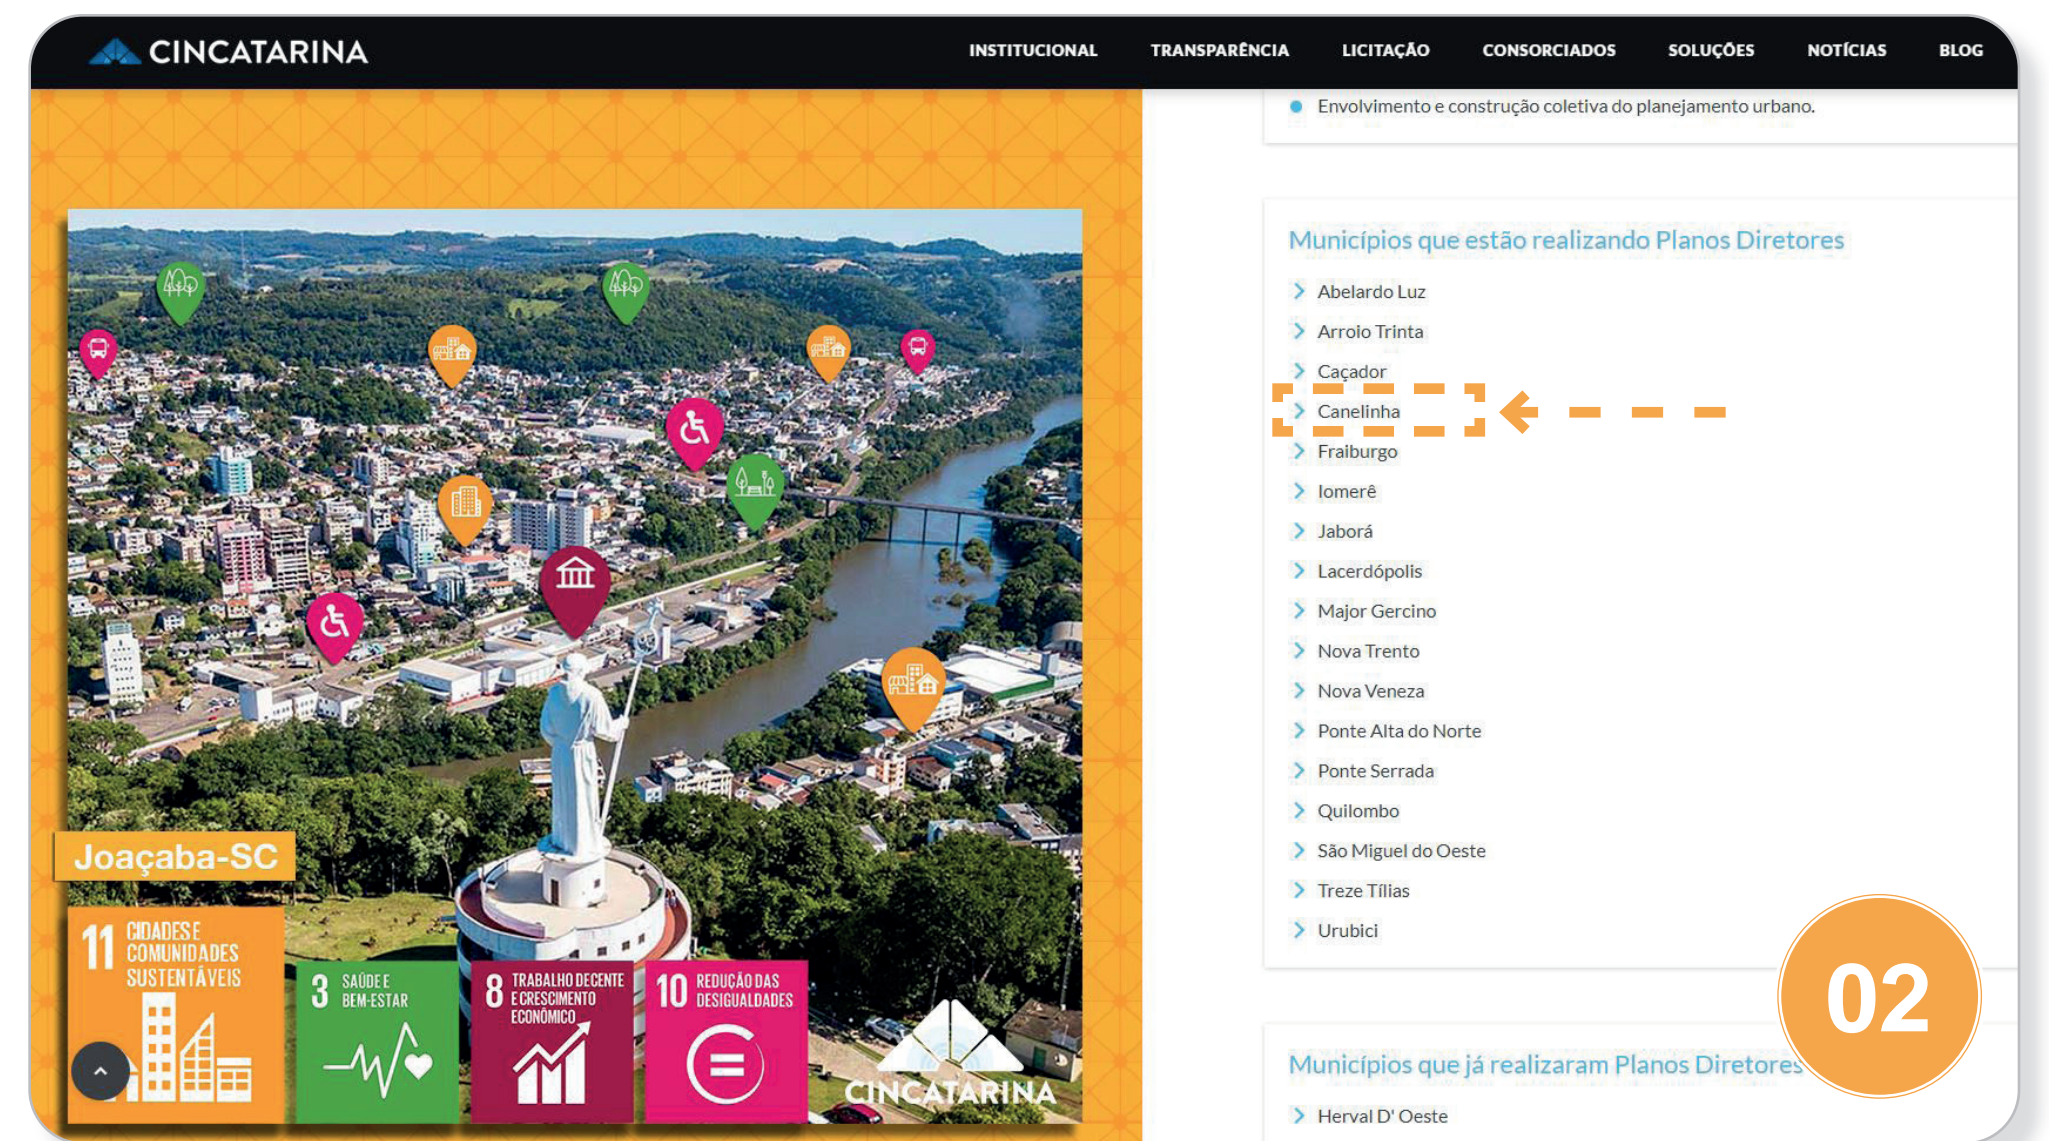 CINCATARINA
INSTITUCIONAL
TRANSPARÊNCIA
LICITAÇÃO
CONSORCIADOS
SOLUÇÕES
NOTÍCIAS
BLOG
Envolvimento e construção coletiva do planejamento urbano.
Municípios que estão realizando Planos Diretores
Abelardo Luz
Arroio Trinta
Caçador
Canelinha
Fraiburgo
Iomerê
Jaborá
Lacerdópolis
Major Gercino
Nova Trento
Nova Veneza
Ponte Alta do Norte
Ponte Serrada
Quilombo
São Miguel do Oeste
Treze Tílias
Urubici
02
Municípios que já realizaram Planos Diretores
Herval D' Oeste
Joaçaba-SC
11 CIDADES E
COMUNIDADES
SUSTENTÁVEIS
3 SAÚDE E
BEM-ESTAR
8 TRABALHO DECENTE
E CRESCIMENTO
ECONÔMICO
10 REDUÇÃO DAS
DESIGUALDADES
CINCATARINA